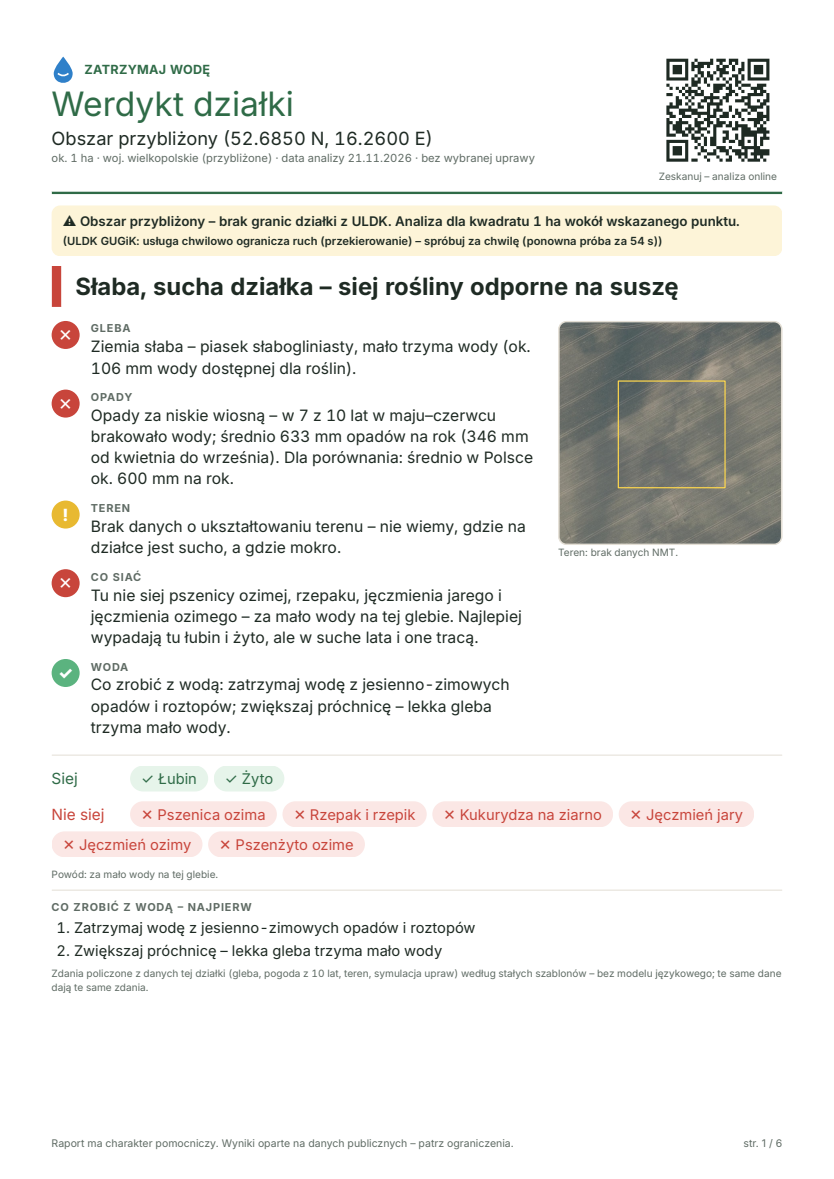 ZATRZYMAJ WODĘ
Werdykt działki
Obszar przybliżony (52.6850 N, 16.2600 E)
ok. 1 ha · woj. wielkopolskie (przybliżone) · data analizy 21.11.2026 · bez wybranej uprawy
Zeskanuj – analiza online
⚠ Obszar przybliżony – brak granic działki z ULDK. Analiza dla kwadratu 1 ha wokół wskazanego punktu.
(ULDK GUGiK: usługa chwilowo ogranicza ruch (przekierowanie) – spróbuj za chwilę (ponowna próba za 54 s))
Słaba, sucha działka – siej rośliny odporne na suszę
GLEBA
Ziemia słaba – piasek słabogliniasty, mało trzyma wody (ok.
106 mm wody dostępnej dla roślin).
OPADY
Opady za niskie wiosną – w 7 z 10 lat w maju–czerwcu
brakowało wody; średnio 633 mm opadów na rok (346 mm
od kwietnia do września). Dla porównania: średnio w Polsce
ok. 600 mm na rok.
TEREN
Brak danych o ukształtowaniu terenu – nie wiemy, gdzie na
działce jest sucho, a gdzie mokro.
Teren: brak danych NMT.
CO SIAĆ
Tu nie siej pszenicy ozimej, rzepaku, jęczmienia jarego i
jęczmienia ozimego – za mało wody na tej glebie. Najlepiej
wypadają tu łubin i żyto, ale w suche lata i one tracą.
WODA
Co zrobić z wodą: zatrzymaj wodę z jesienno-zimowych
opadów i roztopów; zwiększaj próchnicę – lekka gleba
trzyma mało wody.
Siej ✓ Łubin ✓ Żyto
Nie siej ✕ Pszenica ozima ✕ Rzepak i rzepik ✕ Kukurydza na ziarno ✕ Jęczmień jary
✕ Jęczmień ozimy ✕ Pszenżyto ozime
Powód: za mało wody na tej glebie.
CO ZROBIĆ Z WODĄ – NAJPIERW
1. Zatrzymaj wodę z jesienno-zimowych opadów i roztopów
2. Zwiększaj próchnicę – lekka gleba trzyma mało wody
Zdania policzone z danych tej działki (gleba, pogoda z 10 lat, teren, symulacja upraw) według stałych szablonów – bez modelu językowego; te same dane
dają te same zdania.
Raport ma charakter pomocniczy. Wyniki oparte na danych publicznych – patrz ograniczenia.
str. 1 / 6